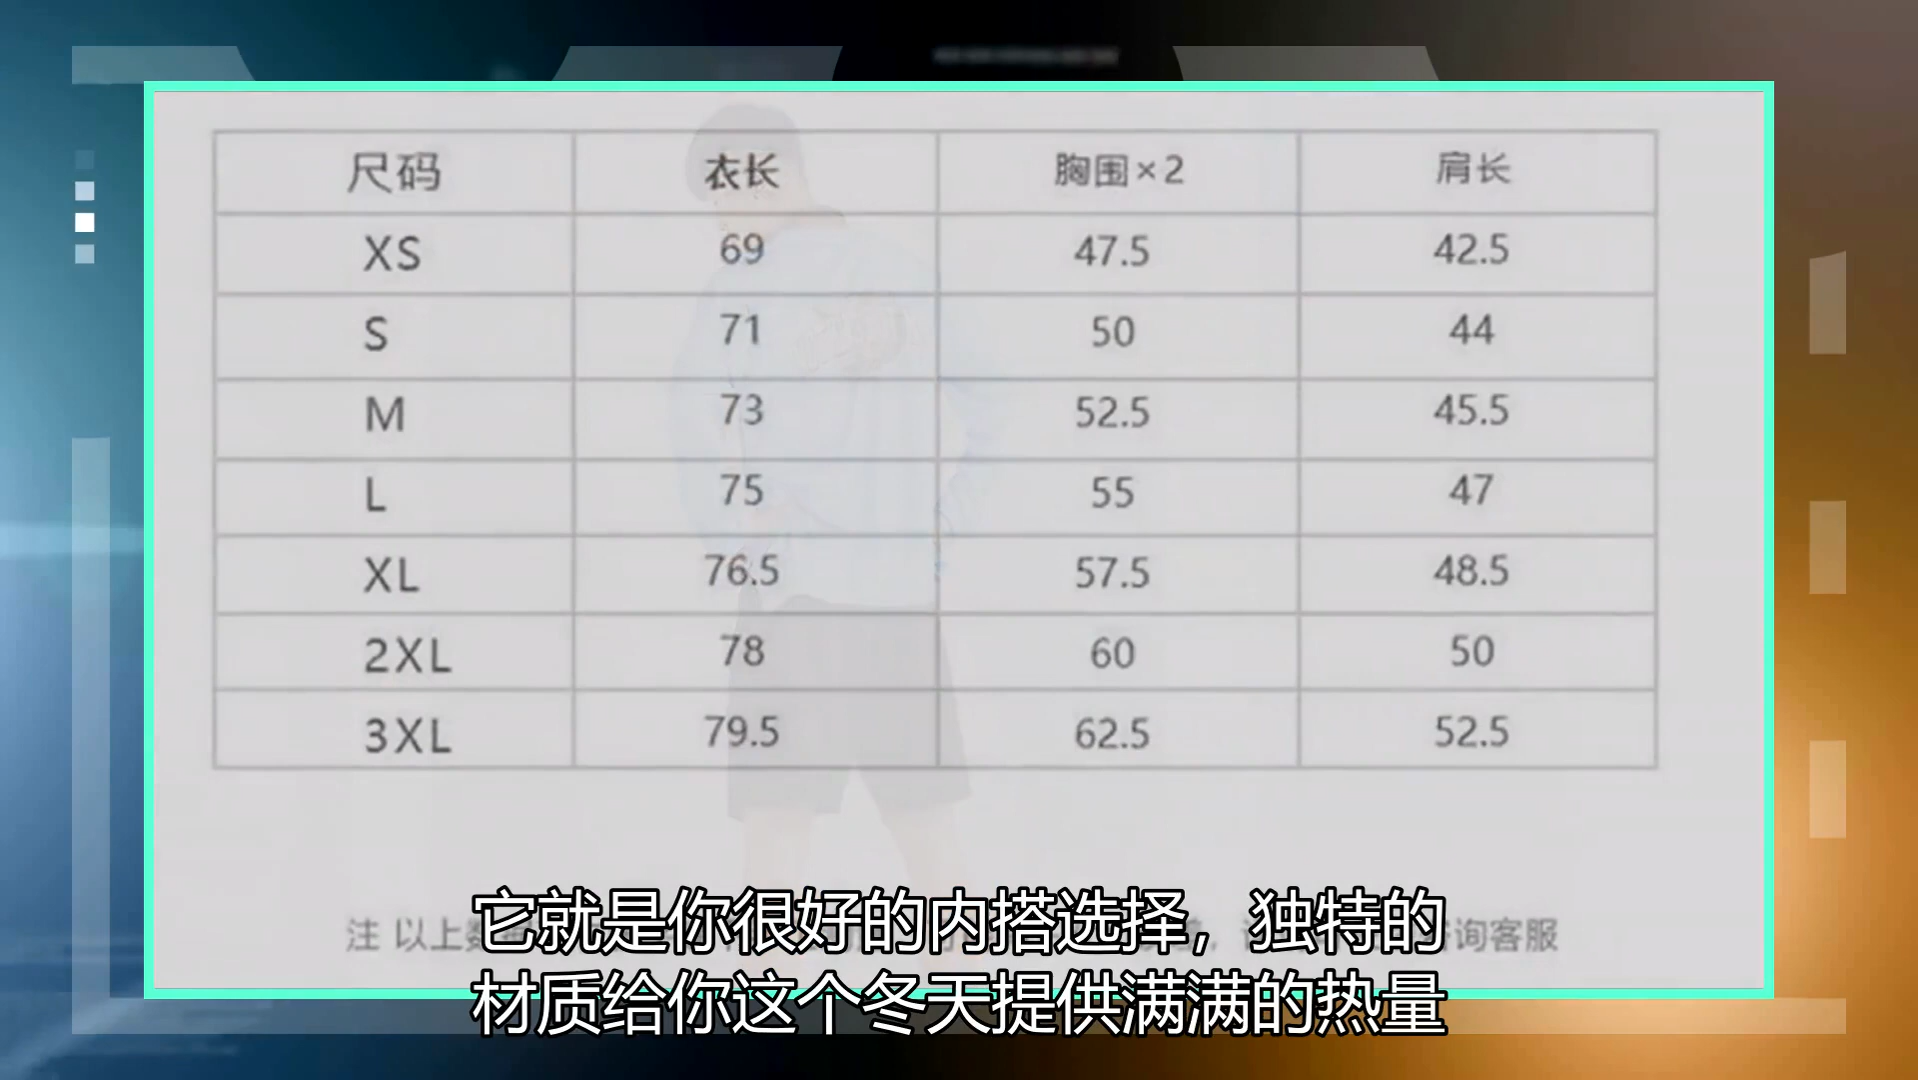 尺码 衣长 胸围×2 肩长
XS 69 47.5 42.5
S 71 50 44
M 73 52.5 45.5
L 75 55 47
XL 76.5 57.5 48.5
2XL 78 60 50
3XL 79.5 62.5 52.5
注 以上数 询客服
它就是你很好的内搭选择，独特的
材质给你这个冬天提供满满的热量